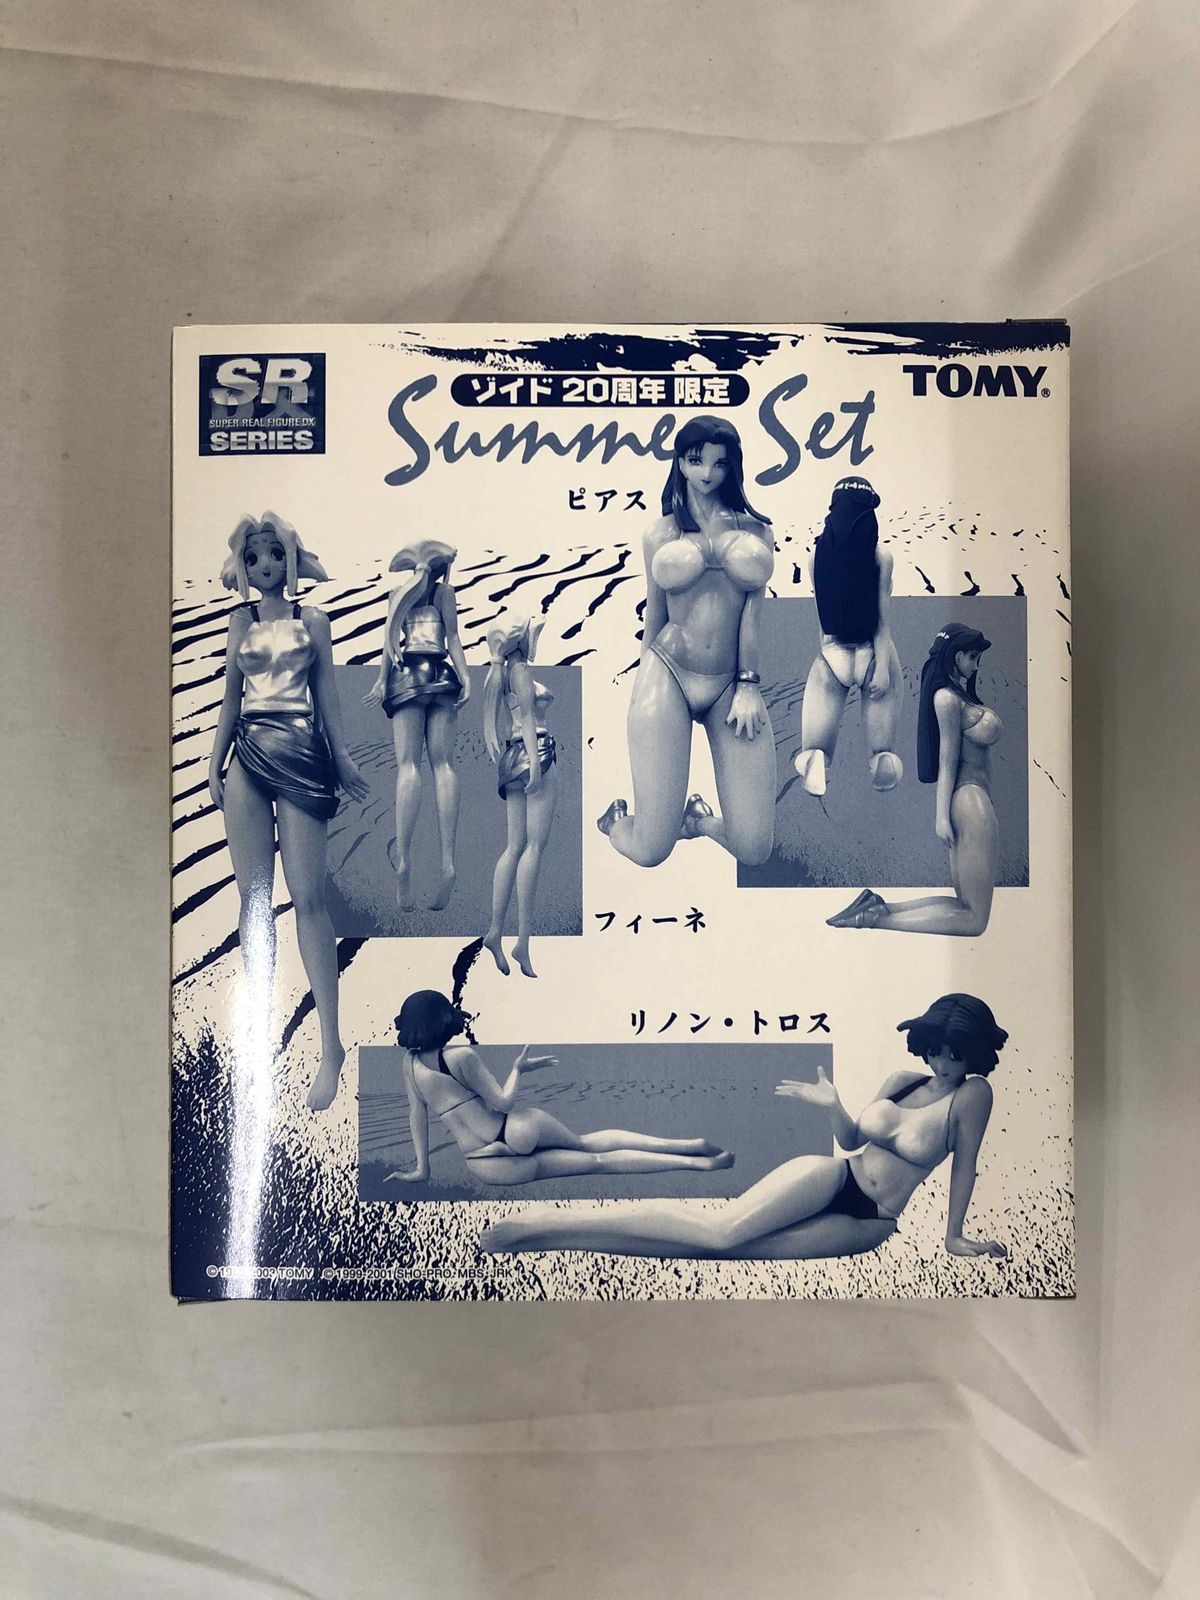 SR
SUPER REAL FIGURE DX
SERIES
ゾイド 20周年 限定
Summer Set
TOMY®
ピアス
フィーネ
リノン・トロス
TOMY © 1999-2001 SHO-PRO・MBS・JRK